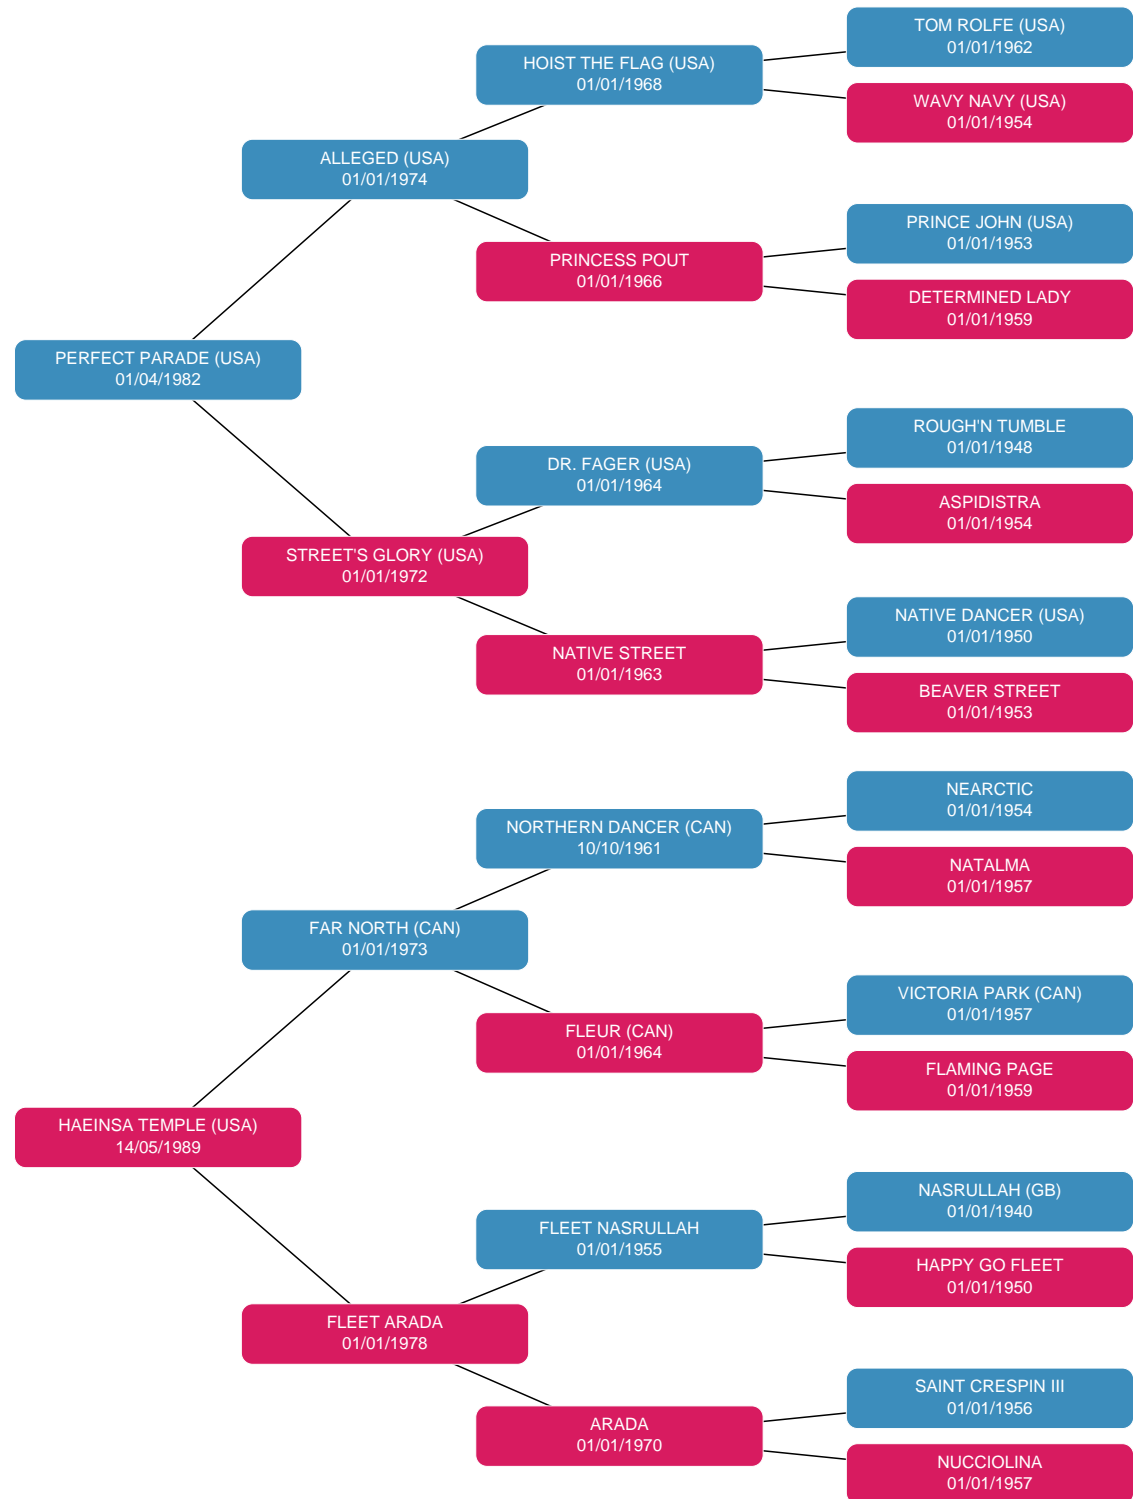 TOM ROLFE (USA)
01/01/1962
HOIST THE FLAG (USA)
01/01/1968
WAVY NAVY (USA)
01/01/1954
ALLEGED (USA)
01/01/1974
PRINCE JOHN (USA)
01/01/1953
PRINCESS POUT
01/01/1966
DETERMINED LADY
01/01/1959
PERFECT PARADE (USA)
01/04/1982
ROUGH'N TUMBLE
01/01/1948
DR. FAGER (USA)
01/01/1964
ASPIDISTRA
01/01/1954
STREET'S GLORY (USA)
01/01/1972
NATIVE DANCER (USA)
01/01/1950
NATIVE STREET
01/01/1963
BEAVER STREET
01/01/1953
NEARCTIC
01/01/1954
NORTHERN DANCER (CAN)
10/10/1961
NATALMA
01/01/1957
FAR NORTH (CAN)
01/01/1973
VICTORIA PARK (CAN)
01/01/1957
FLEUR (CAN)
01/01/1964
FLAMING PAGE
01/01/1959
HAEINSA TEMPLE (USA)
14/05/1989
NASRULLAH (GB)
01/01/1940
FLEET NASRULLAH
01/01/1955
HAPPY GO FLEET
01/01/1950
FLEET ARADA
01/01/1978
SAINT CRESPIN III
01/01/1956
ARADA
01/01/1970
NUCCIOLINA
01/01/1957